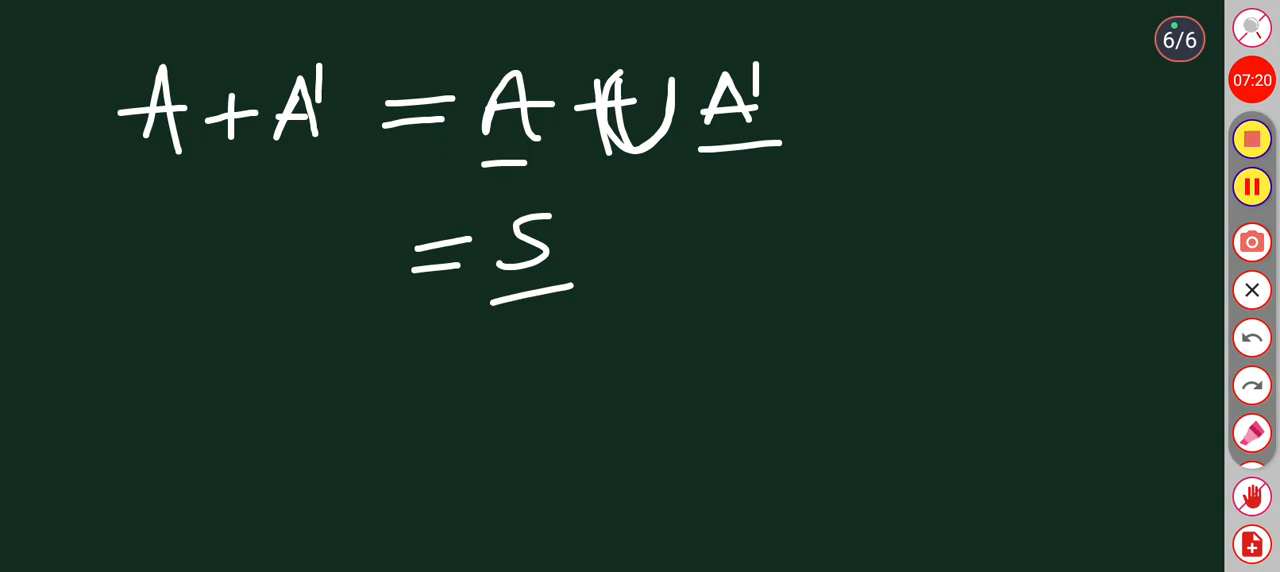 A + A' = A ∪ A'
= S
6/6
07:20